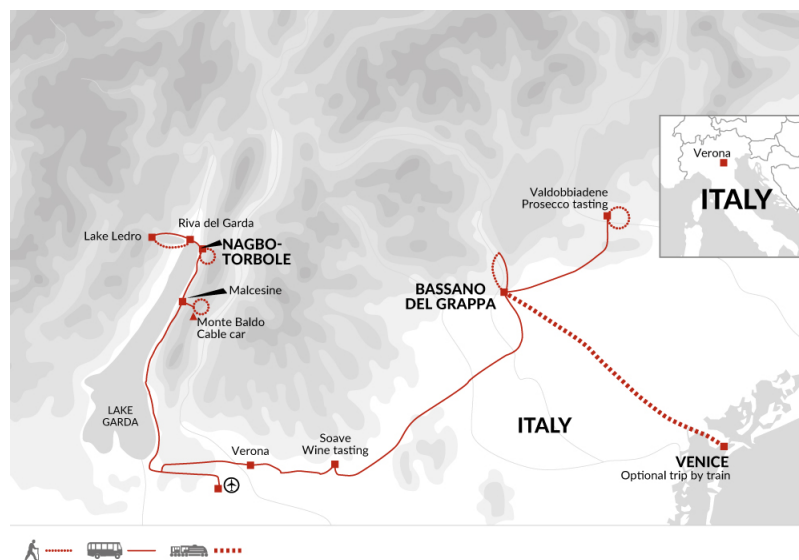 Verona
ITALY
Valdobbiadene
Prosecco tasting
Riva del Garda
Lake Ledro
NAGBO-
TORBOLE
Malcesine
BASSANO
DEL GRAPPA
Monte Baldo
Cable car
LAKE
GARDA
ITALY
Soave
Wine tasting
Verona
VENICE
Optional trip by train